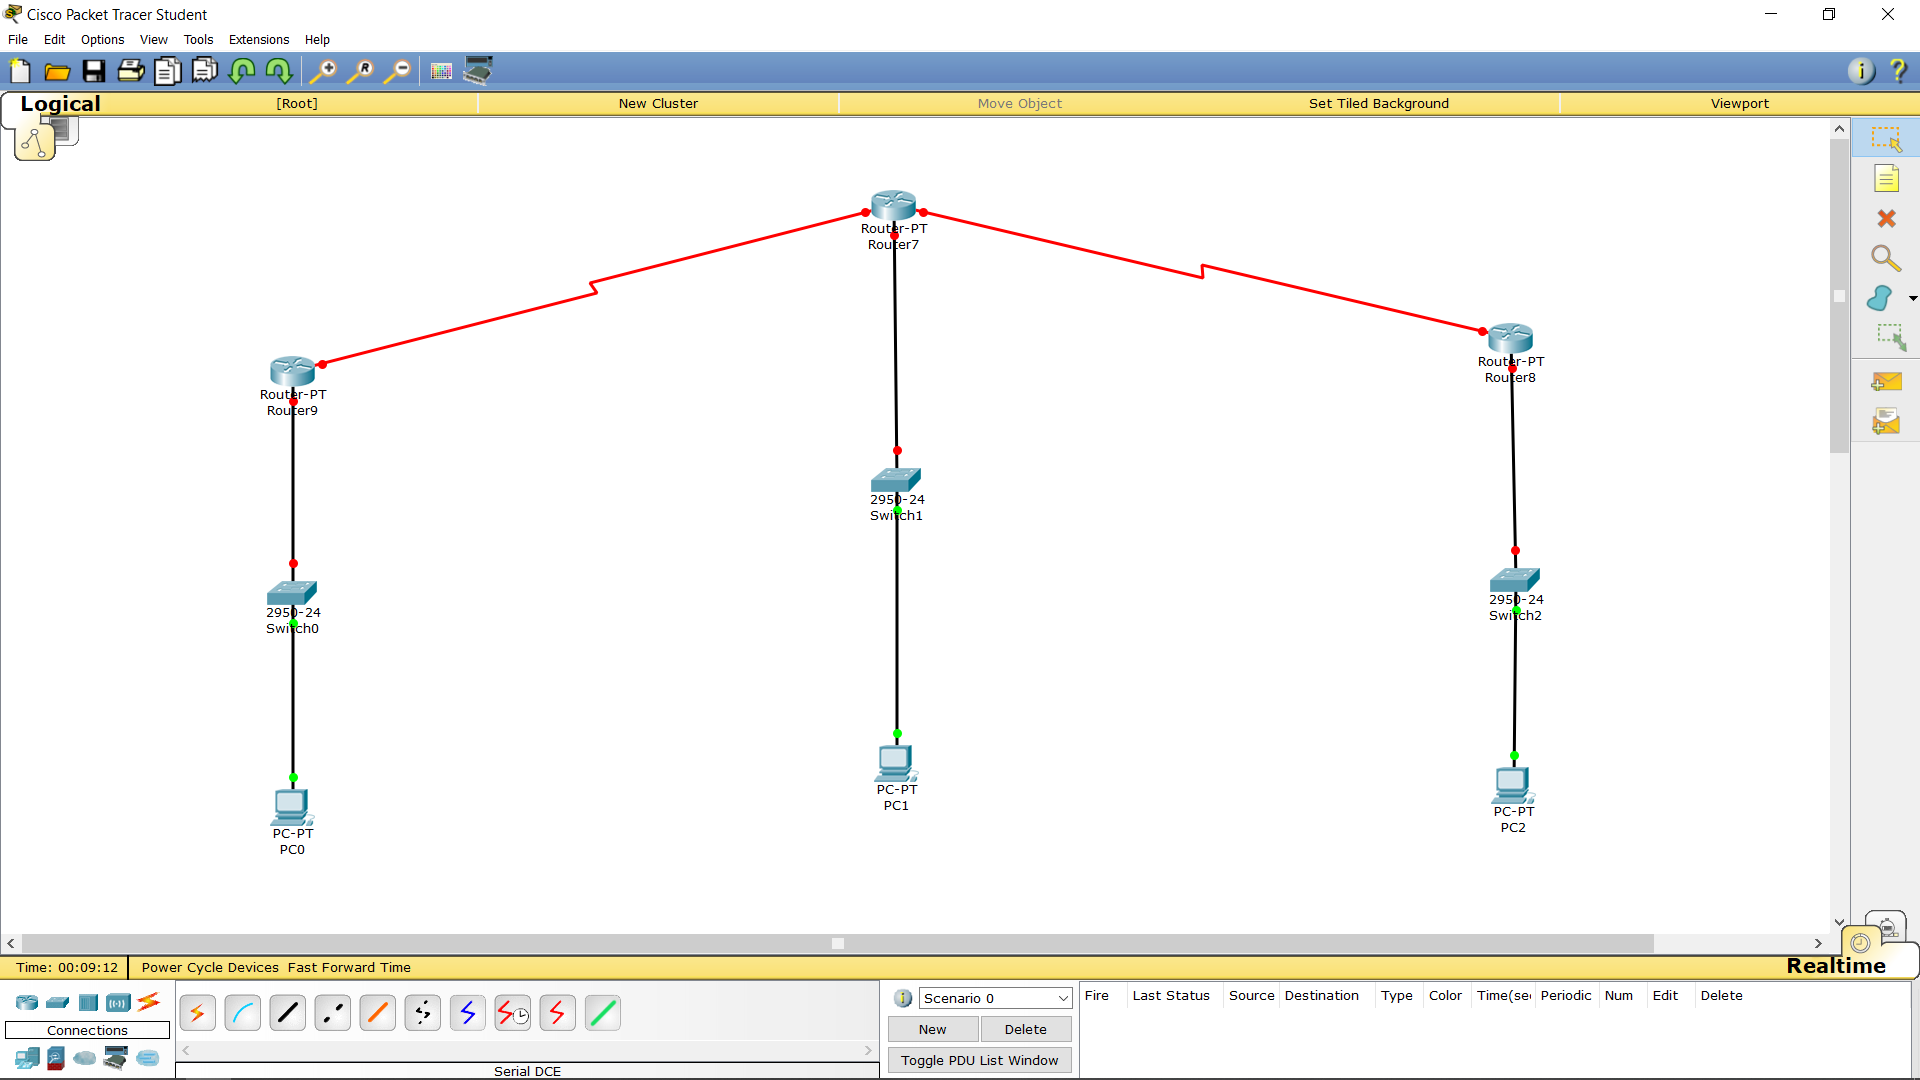 Cisco Packet Tracer Student
File Edit Options View Tools Extensions Help
Logical [Root] New Cluster Move Object Set Tiled Background Viewport
Router-PT
Router7
Router-PT
Router8
Router-PT
Router9
2950-24
Switch1
2950-24
Switch2
2950-24
Switch0
PC-PT
PC1
PC-PT
PC2
PC-PT
PC0
Time: 00:09:12 Power Cycle Devices Fast Forward Time
Realtime
Connections
Serial DCE
Scenario 0
New Delete
Toggle PDU List Window
Fire Last Status Source Destination Type Color Time(sec Periodic Num Edit Delete